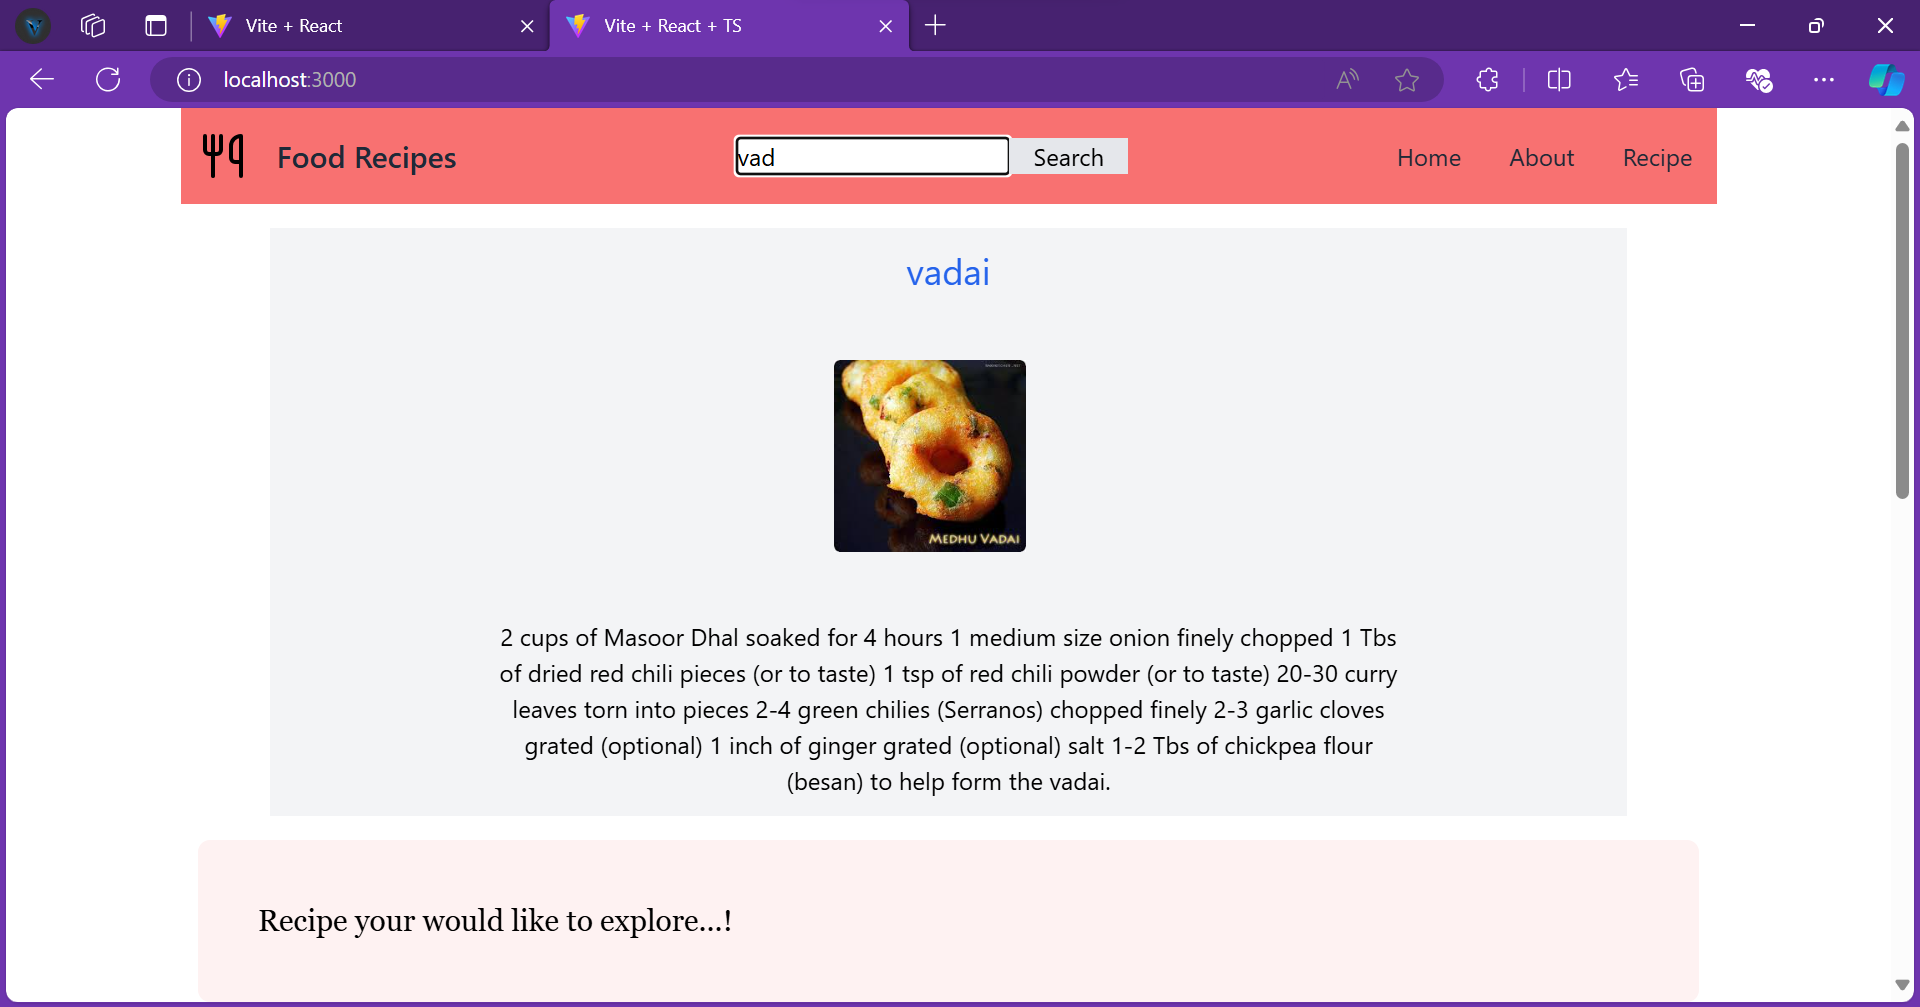 Vite + React
Vite + React + TS
localhost:3000
Food Recipes
vad
Search
Home
About
Recipe
vadai
MEDHU VADAI
2 cups of Masoor Dhal soaked for 4 hours 1 medium size onion finely chopped 1 Tbs
of dried red chili pieces (or to taste) 1 tsp of red chili powder (or to taste) 20-30 curry
leaves torn into pieces 2-4 green chilies (Serranos) chopped finely 2-3 garlic cloves
grated (optional) 1 inch of ginger grated (optional) salt 1-2 Tbs of chickpea flour
(besan) to help form the vadai.
Recipe your would like to explore...!